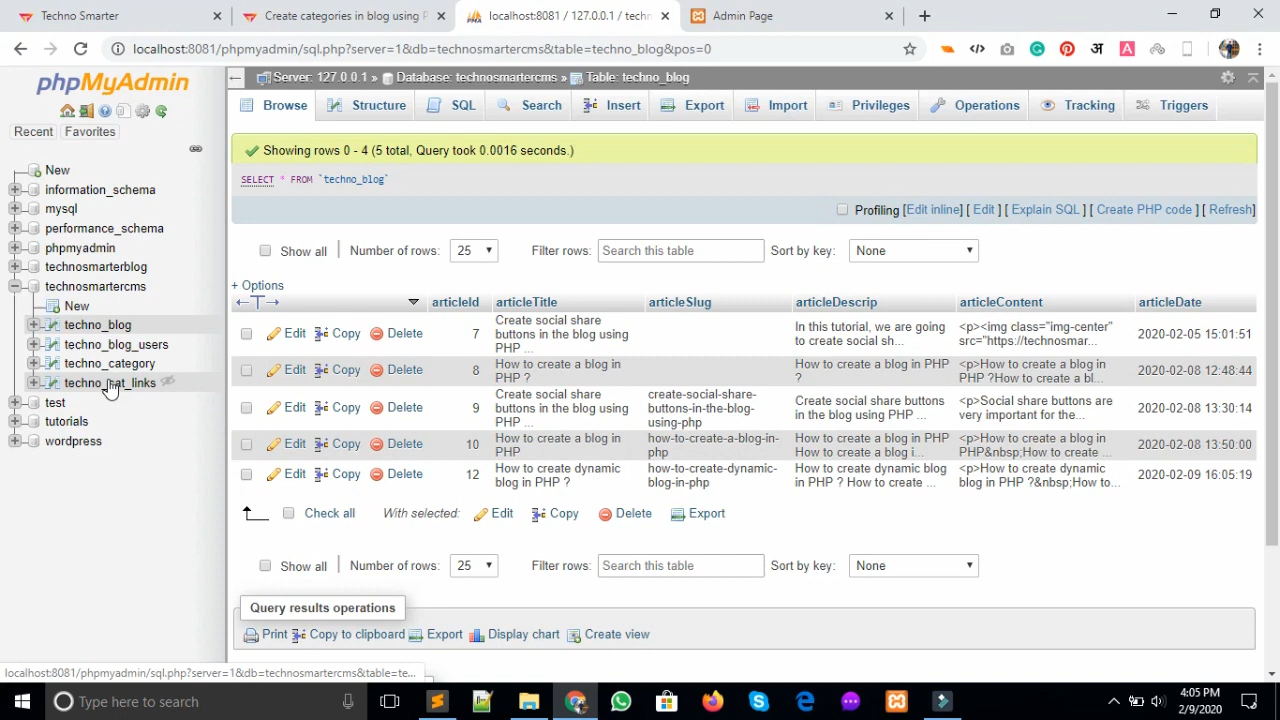 Techno Smarter
Create categories in blog using P
localhost:8081 / 127.0.0.1 / techn
Admin Page
localhost:8081/phpmyadmin/sql.php?server=1&db=technosmartercms&table=techno_blog&pos=0
phpMyAdmin
Recent Favorites
New
information_schema
mysql
performance_schema
phpmyadmin
technosmarterblog
technosmartercms
New
techno_blog
techno_blog_users
techno_category
techno_cat_links
test
tutorials
wordpress
Server: 127.0.0.1 » Database: technosmartercms » Table: techno_blog
Browse Structure SQL Search Insert Export Import Privileges Operations Tracking Triggers
Showing rows 0 - 4 (5 total, Query took 0.0016 seconds.)
SELECT * FROM `techno_blog`
Profiling [Edit inline] [ Edit ] [ Explain SQL ] [ Create PHP code ] [ Refresh]
Show all Number of rows: 25 Filter rows: Search this table Sort by key: None
+ Options
articleId articleTitle articleSlug articleDescrip articleContent articleDate
Edit Copy Delete 7 Create social share buttons in the blog using PHP ... In this tutorial, we are going to create social sh... <p><img class="img-center" src="https://technosmar... 2020-02-05 15:01:51
Edit Copy Delete 8 How to create a blog in PHP ? How to create a blog in PHP ? <p>How to create a blog in PHP ?How to create a bl... 2020-02-08 12:48:44
Edit Copy Delete 9 Create social share buttons in the blog using PHP ... create-social-share-buttons-in-the-blog-using-php Create social share buttons in the blog using PHP ... <p>Social share buttons are very important for the... 2020-02-08 13:30:14
Edit Copy Delete 10 How to create a blog in PHP how-to-create-a-blog-in-php How to create a blog in PHP How to create a blog i... <p>How to create a blog in PHP&nbsp;How to create ... 2020-02-08 13:50:00
Edit Copy Delete 12 How to create dynamic blog in PHP ? how-to-create-dynamic-blog-in-php How to create dynamic blog in PHP ? How to create ... <p>How to create dynamic blog in PHP ?&nbsp;How to... 2020-02-09 16:05:19
Check all With selected: Edit Copy Delete Export
Show all Number of rows: 25 Filter rows: Search this table Sort by key: None
Query results operations
Print Copy to clipboard Export Display chart Create view
localhost:8081/phpmyadmin/sql.php?server=1&db=technosmartercms&table=te...
Type here to search
4:05 PM
2/9/2020